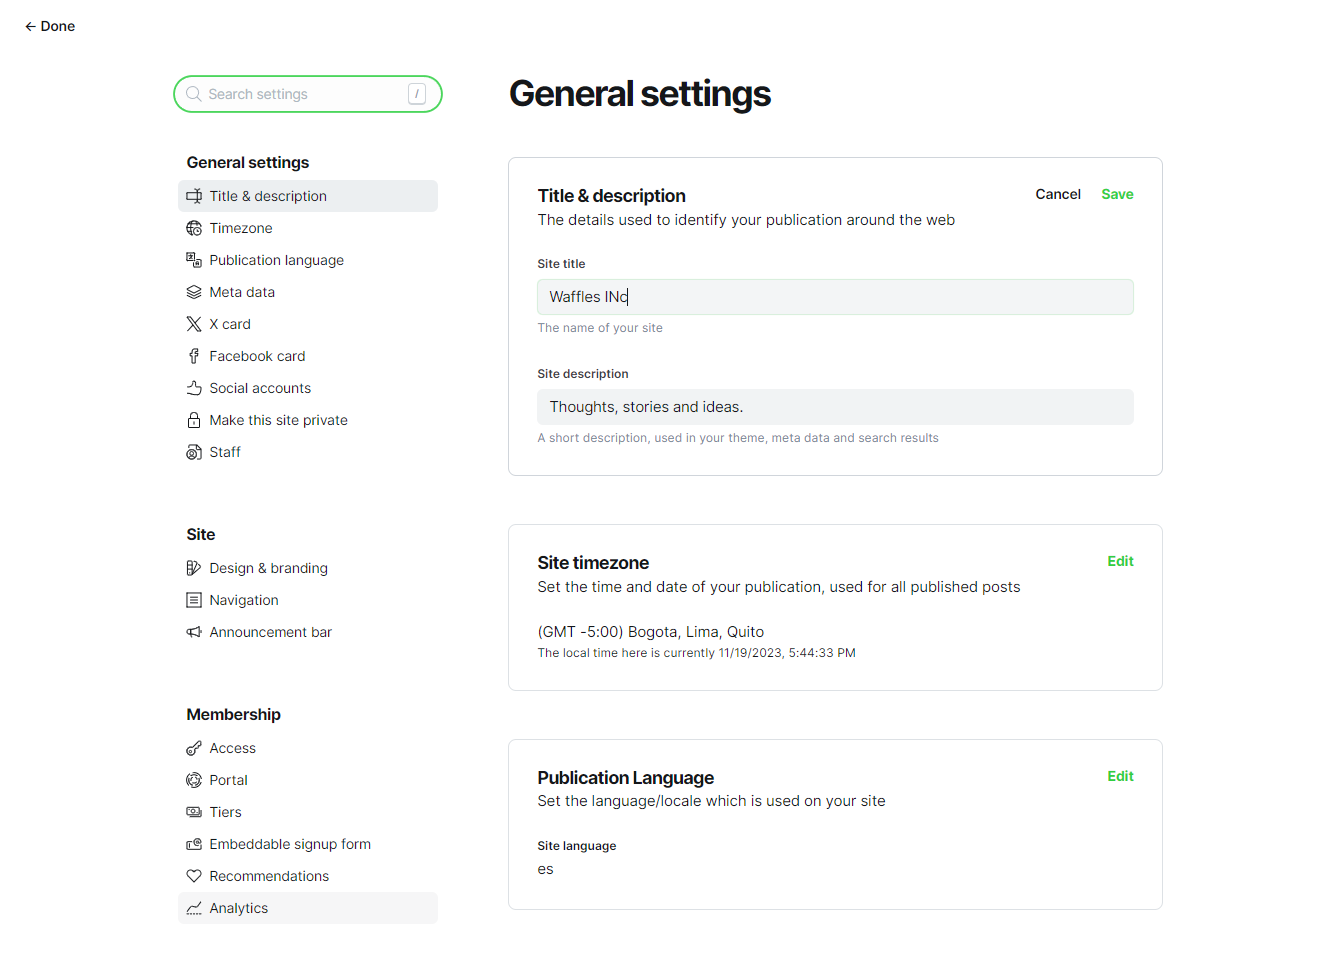 ← Done
Search settings /
General settings
Title & description
Timezone
Publication language
Meta data
X card
Facebook card
Social accounts
Make this site private
Staff
Site
Design & branding
Navigation
Announcement bar
Membership
Access
Portal
Tiers
Embeddable signup form
Recommendations
Analytics
General settings
Title & description
Cancel Save
The details used to identify your publication around the web
Site title
Waffles INc
The name of your site
Site description
Thoughts, stories and ideas.
A short description, used in your theme, meta data and search results
Site timezone
Edit
Set the time and date of your publication, used for all published posts
(GMT -5:00) Bogota, Lima, Quito
The local time here is currently 11/19/2023, 5:44:33 PM
Publication Language
Edit
Set the language/locale which is used on your site
Site language
es